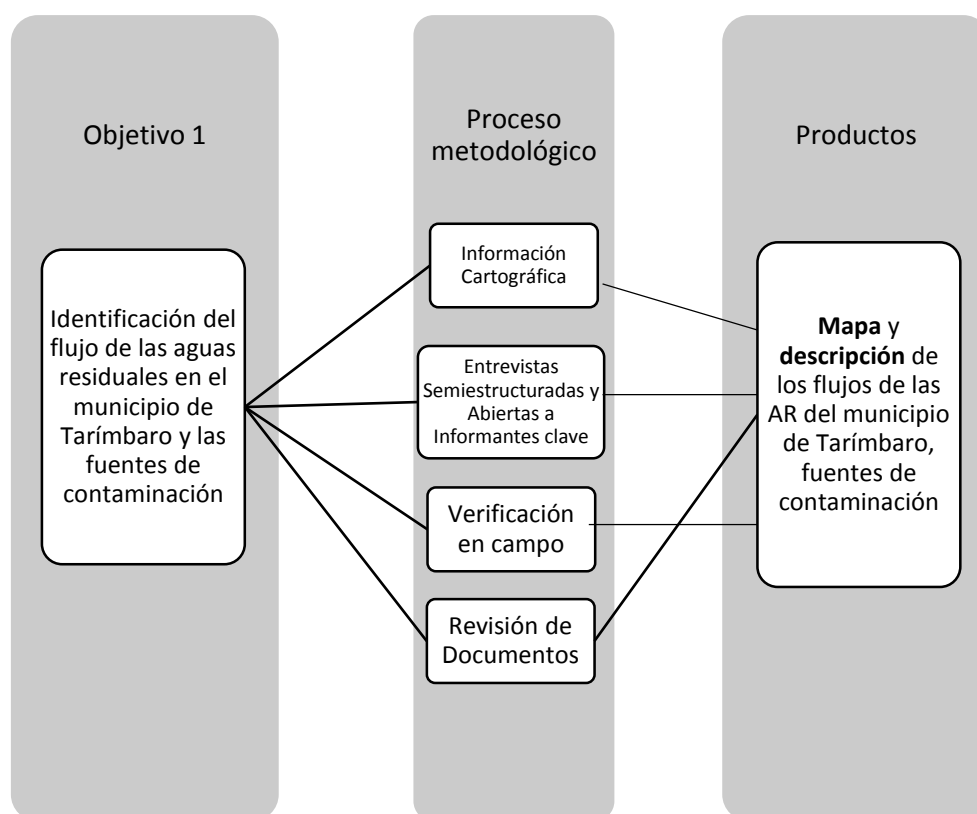 Objetivo 1
Identificación del
flujo de las aguas
residuales en el
municipio de
Tarímbaro y las
fuentes de
contaminación
Proceso
metodológico
Información
Cartográfica
Entrevistas
Semiestructuradas y
Abiertas a
Informantes clave
Verificación
en campo
Revisión de
Documentos
Productos
Mapa y
descripción de
los flujos de las
AR del municipio
de Tarímbaro,
fuentes de
contaminación